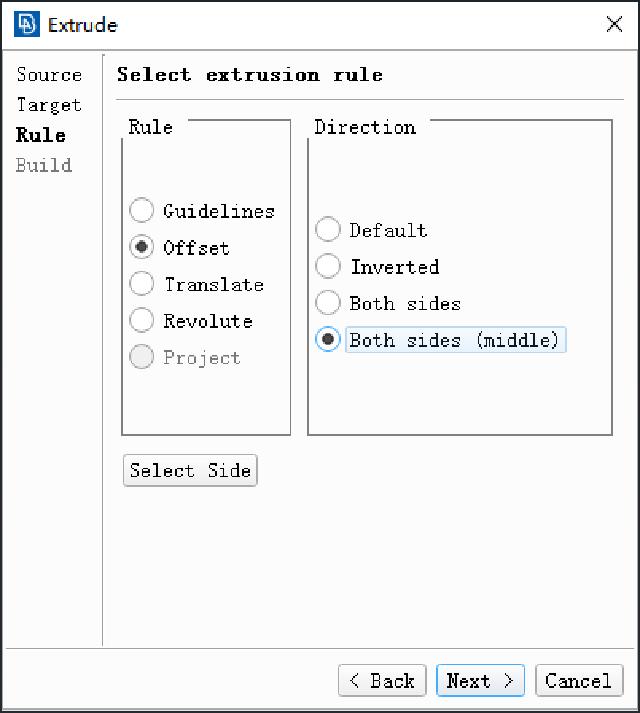 Extrude
Source
Target
Rule
Build
Select extrusion rule
Rule
Guidelines
Offset
Translate
Revolute
Project
Direction
Default
Inverted
Both sides
Both sides (middle)
Select Side
< Back
Next >
Cancel